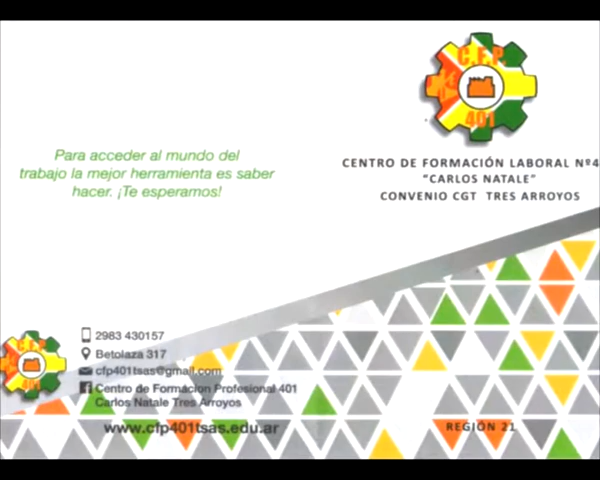 C.F.P.
401
CENTRO DE FORMACIÓN LABORAL Nº4
"CARLOS NATALE"
CONVENIO CGT TRES ARROYOS
Para acceder al mundo del
trabajo la mejor herramienta es saber
hacer. ¡Te esperamos!
C.F.P.
401
2983 430157
Betolaza 317
cfp401tsas@gmail.com
Centro de Formacion Profesional 401
Carlos Natale Tres Arroyos
www.cfp401tsas.edu.ar
REGIÓN 21